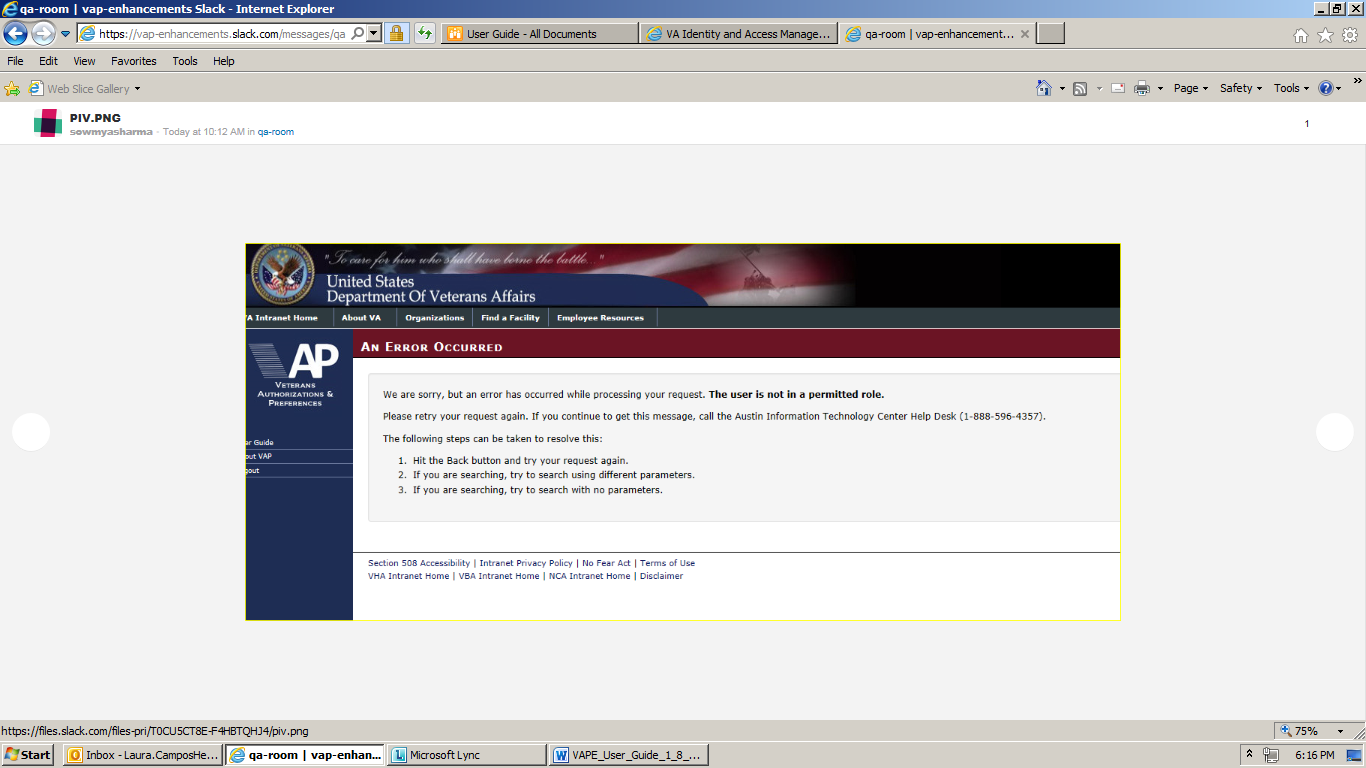 qa-room | vap-enhancements Slack - Internet Explorer
https://vap-enhancements.slack.com/messages/qa
User Guide - All Documents
VA Identity and Access Manage...
qa-room | vap-enhancement...
File Edit View Favorites Tools Help
Web Slice Gallery
Page Safety Tools
PIV.PNG
sowmyasharma - Today at 10:12 AM in qa-room
1
"To care for him who shall have borne the battle..."
United States
Department Of Veterans Affairs
A Intranet Home About VA Organizations Find a Facility Employee Resources
AP
VETERANS
AUTHORIZATIONS &
PREFERENCES
er Guide
out VAP
gout
AN ERROR OCCURRED
We are sorry, but an error has occurred while processing your request. The user is not in a permitted role.
Please retry your request again. If you continue to get this message, call the Austin Information Technology Center Help Desk (1-888-596-4357).
The following steps can be taken to resolve this:
1. Hit the Back button and try your request again.
2. If you are searching, try to search using different parameters.
3. If you are searching, try to search with no parameters.
Section 508 Accessibility | Intranet Privacy Policy | No Fear Act | Terms of Use
VHA Intranet Home | VBA Intranet Home | NCA Intranet Home | Disclaimer
https://files.slack.com/files-pri/T0CU5CT8E-F4HBTQHJ4/piv.png
75%
Start
Inbox - Laura.CamposHe...
qa-room | vap-enhan...
Microsoft Lync
VAPE_User_Guide_1_8_...
6:16 PM